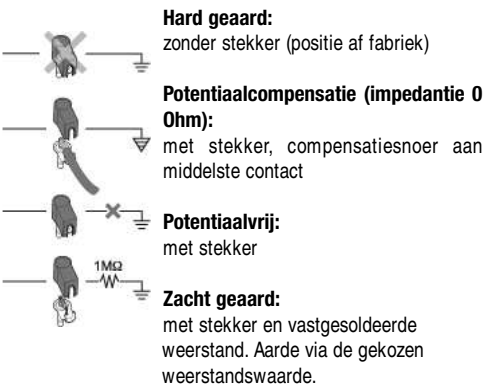 Hard geaard:
zonder stekker (positie af fabriek)
Potentiaalcompensatie (impedantie 0
Ohm):
met stekker, compensatiesnoer aan
middelste contact
Potentiaalvrij:
met stekker
1MΩ
Zacht geaard:
met stekker en vastgesoldeerde
weerstand. Aarde via de gekozen
weerstandswaarde.